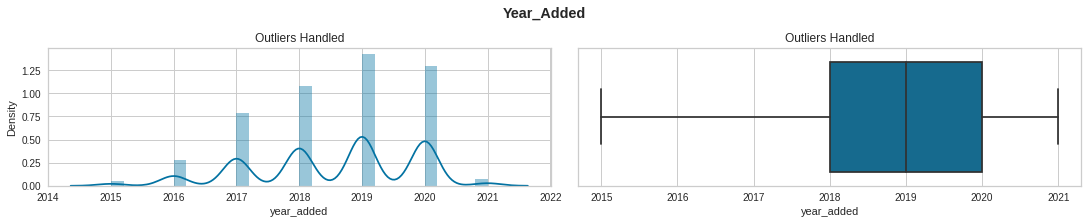 Year_Added
Outliers Handled
Density
1.25
1.00
0.75
0.50
0.25
0.00
2014 2015 2016 2017 2018 2019 2020 2021 2022
year_added
Outliers Handled
2015 2016 2017 2018 2019 2020 2021
year_added